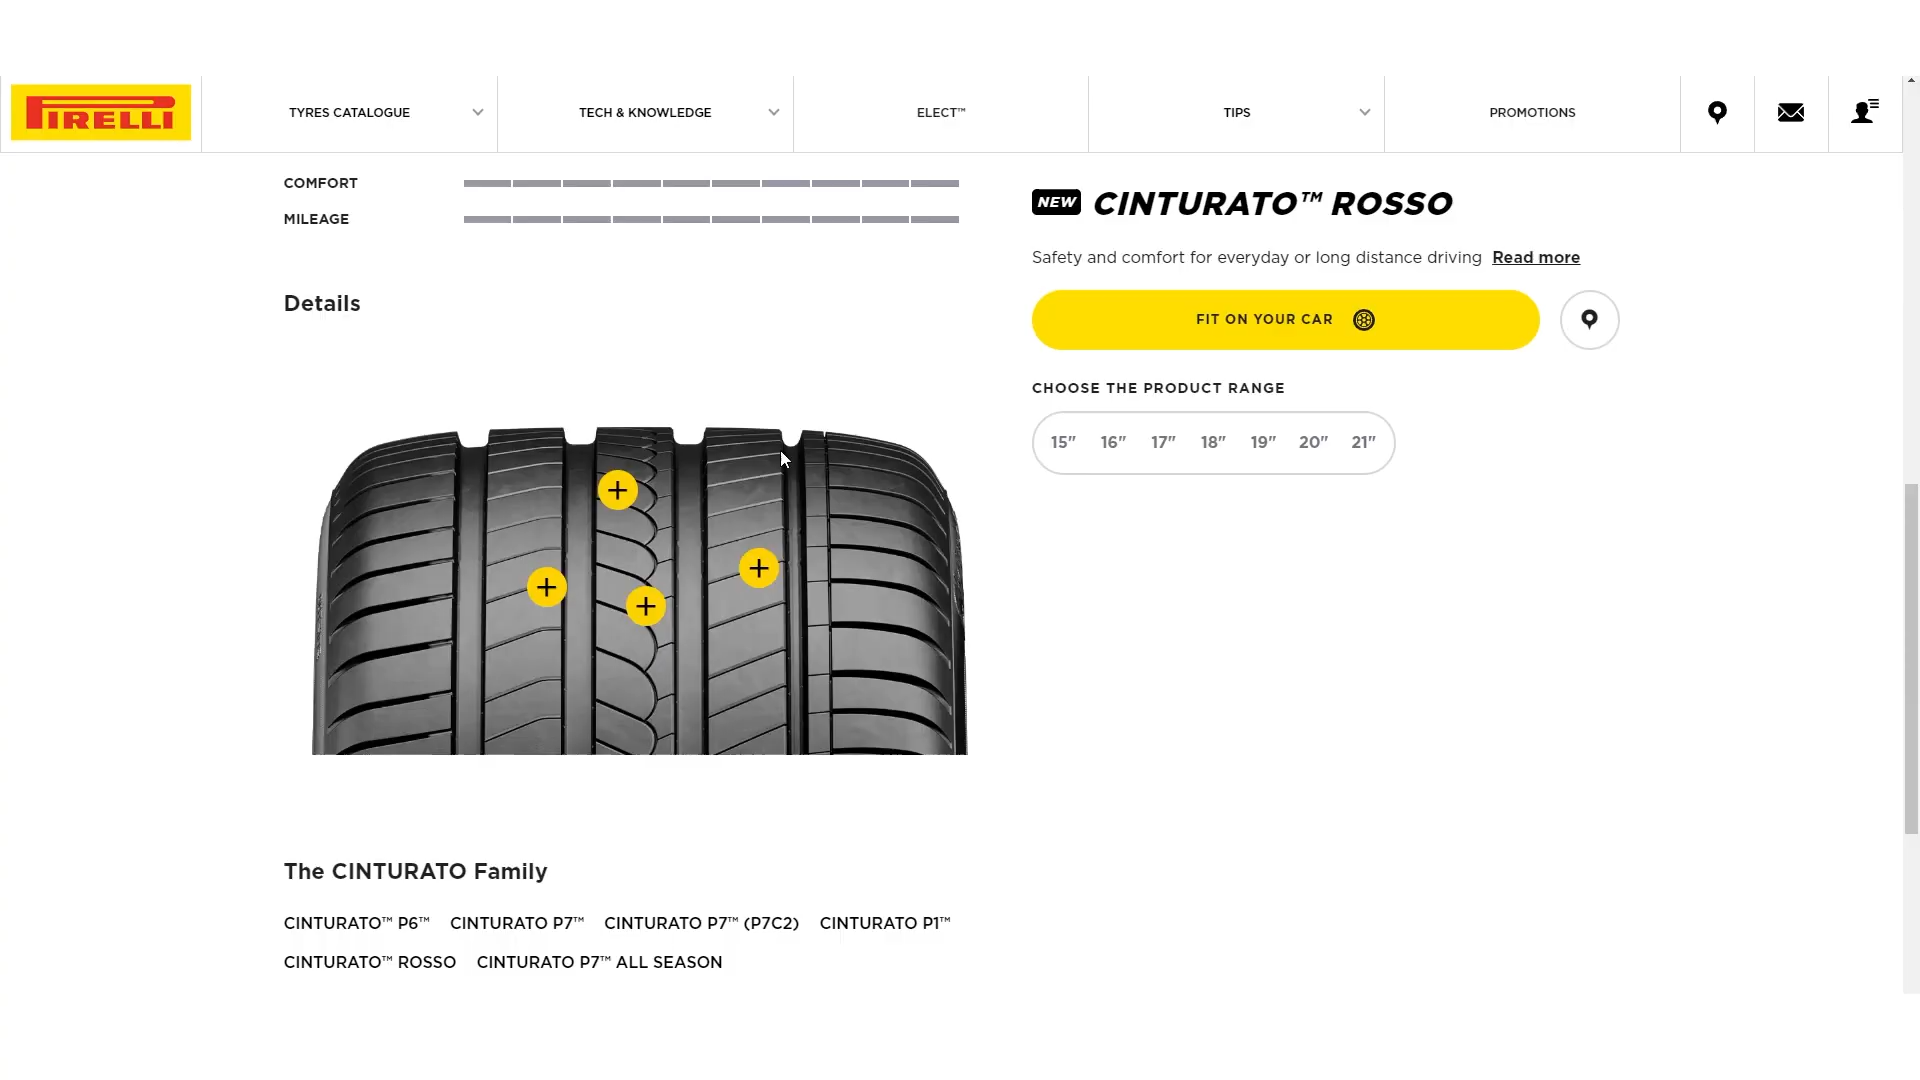 PIRELLI
TYRES CATALOGUE
TECH & KNOWLEDGE
ELECT™
TIPS
PROMOTIONS
COMFORT
MILEAGE
NEW CINTURATO™ ROSSO
Safety and comfort for everyday or long distance driving Read more
FIT ON YOUR CAR
CHOOSE THE PRODUCT RANGE
15" 16" 17" 18" 19" 20" 21"
Details
The CINTURATO Family
CINTURATO™ P6™ CINTURATO P7™ CINTURATO P7™ (P7C2) CINTURATO P1™
CINTURATO™ ROSSO CINTURATO P7™ ALL SEASON